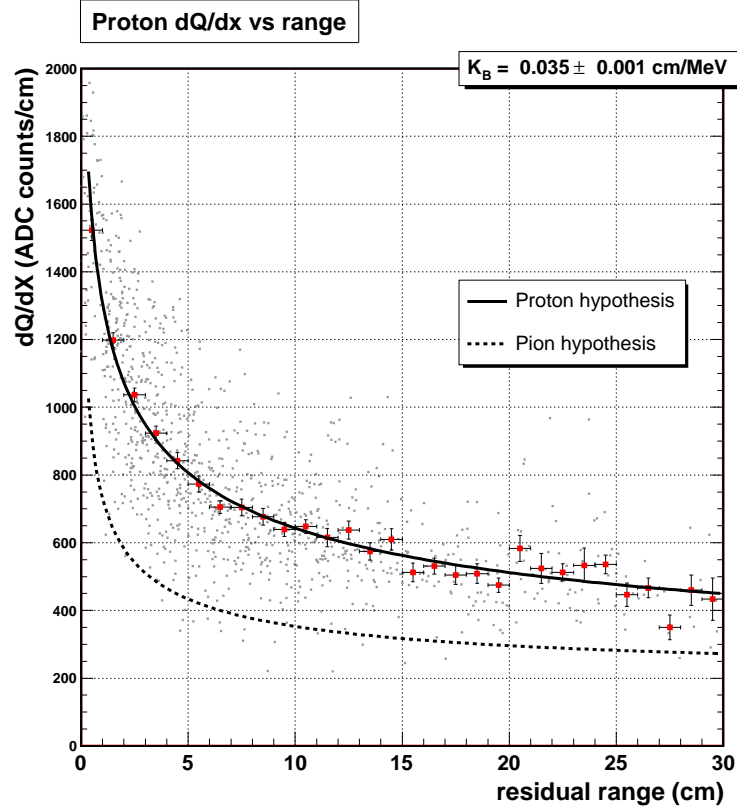 Proton dQ/dx vs range
K_B = 0.035 ± 0.001 cm/MeV
dQ/dX (ADC counts/cm)
2000
1800
1600
1400
1200
1000
800
600
400
200
0
Proton hypothesis
Pion hypothesis
0 5 10 15 20 25 30
residual range (cm)